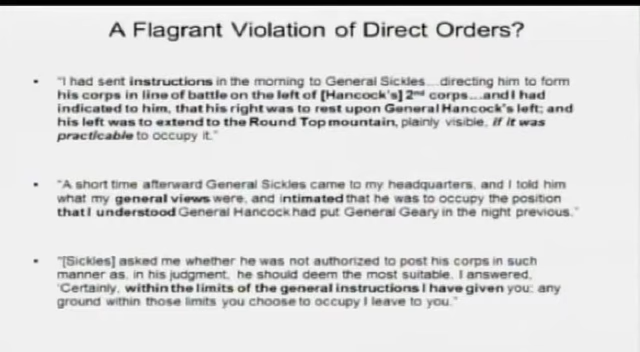 A Flagrant Violation of Direct Orders?
• "I had sent instructions in the morning to General Sickles...directing him to form
his corps in line of battle on the left of [Hancock's] 2nd corps...and I had
indicated to him, that his right was to rest upon General Hancock's left; and
his left was to extend to the Round Top mountain, plainly visible, if it was
practicable to occupy it."
• "A short time afterward General Sickles came to my headquarters, and I told him
what my general views were, and intimated that he was to occupy the position
that I understood General Hancock had put General Geary in the night previous."
• "[Sickles] asked me whether he was not authorized to post his corps in such
manner as, in his judgment, he should deem the most suitable. I answered,
'Certainly, within the limits of the general instructions I have given you; any
ground within those limits you choose to occupy I leave to you."